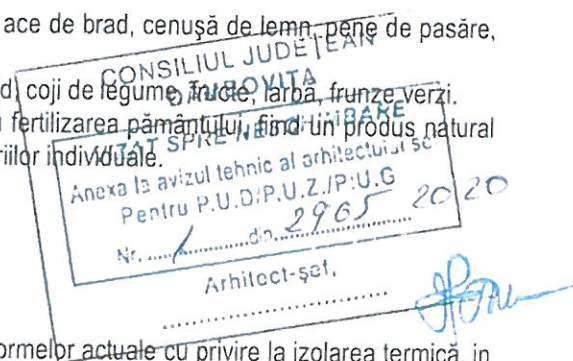 ace de brad, cenușă de lemn, pene de pasăre,
CONSILIUL JUDEȚEAN
DÂMBOVIȚA
coji de legume, fructe, iarbă, frunze verzi.
fertilizarea pământului, fiind un produs natural
VIZAT SPRE NESCHIMBARE
individuale.
Anexa la avizul tehnic al arhitectului șef
Pentru P.U.D/P.U.Z./P.U.G
Nr. 1 din 2965 2020
Arhitect-șef,
actuale cu privire la izolarea termică, in